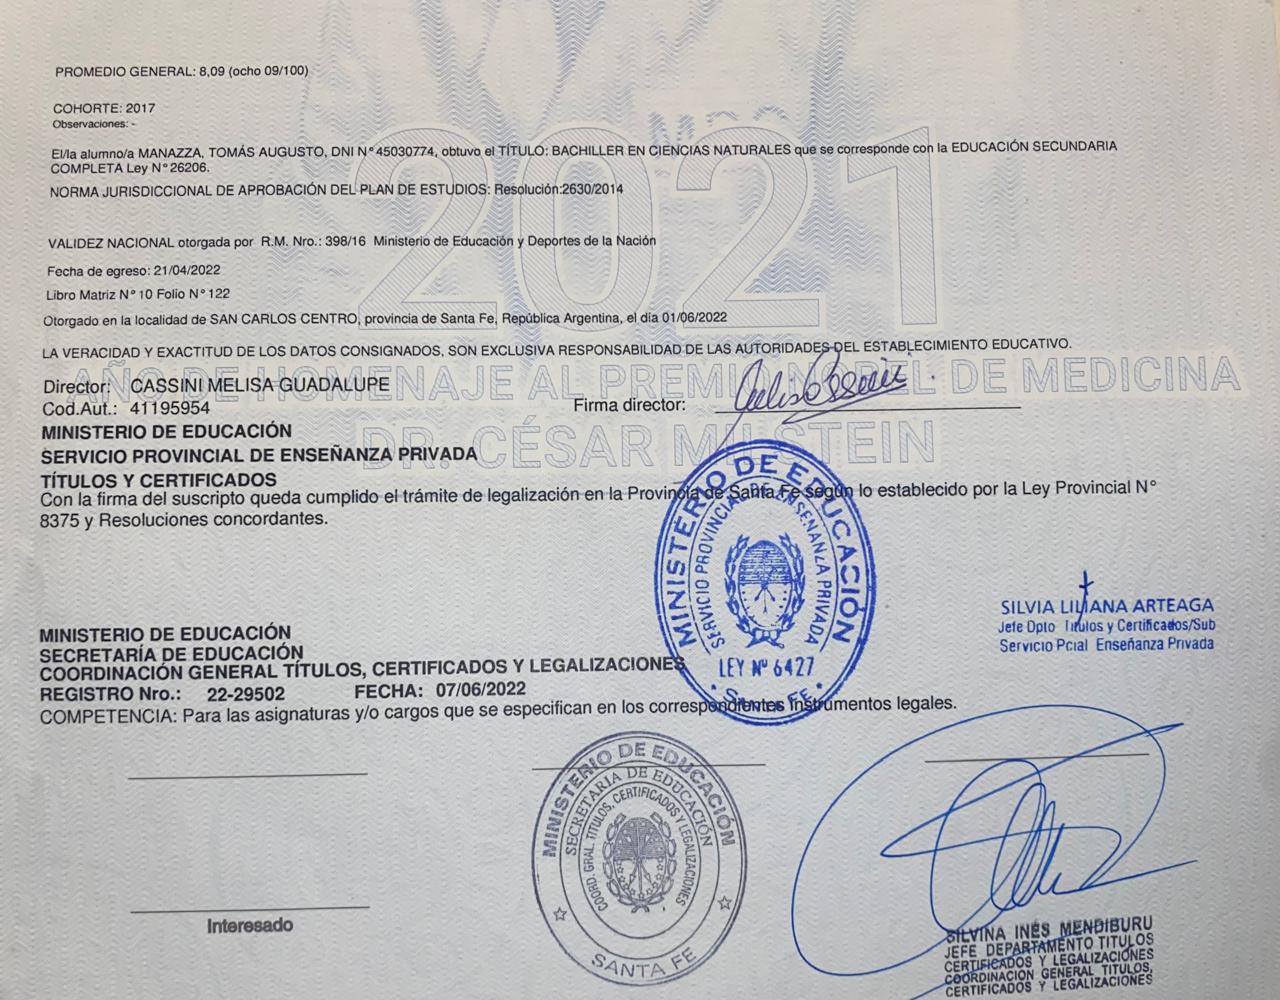 PROMEDIO GENERAL: 8,09 (ocho 09/100)
COHORTE: 2017
Observaciones: -
El/la alumno/a MANAZZA, TOMÁS AUGUSTO, DNI N° 45030774, obtuvo el TÍTULO: BACHILLER EN CIENCIAS NATURALES que se corresponde con la EDUCACIÓN SECUNDARIA
COMPLETA Ley N° 26206.
NORMA JURISDICCIONAL DE APROBACIÓN DEL PLAN DE ESTUDIOS: Resolución:2630/2014
2021
VALIDEZ NACIONAL otorgada por R.M. Nro.: 398/16 Ministerio de Educación y Deportes de la Nación
Fecha de egreso: 21/04/2022
Libro Matriz N° 10 Folio N° 122
Otorgado en la localidad de SAN CARLOS CENTRO, provincia de Santa Fe, República Argentina, el día 01/06/2022
LA VERACIDAD Y EXACTITUD DE LOS DATOS CONSIGNADOS, SON EXCLUSIVA RESPONSABILIDAD DE LAS AUTORIDADES DEL ESTABLECIMIENTO EDUCATIVO.
AÑO DE HOMENAJE AL PREMIO NOBEL DE MEDICINA
DR. CÉSAR MILSTEIN
Director: CASSINI MELISA GUADALUPE
Cod.Aut.: 41195954
Firma director:
MINISTERIO DE EDUCACIÓN
SERVICIO PROVINCIAL DE ENSEÑANZA PRIVADA
TÍTULOS Y CERTIFICADOS
Con la firma del suscripto queda cumplido el trámite de legalización en la Provincia de Santa Fe según lo establecido por la Ley Provincial N°
8375 y Resoluciones concordantes.
MINISTERIO DE EDUCACIÓN
SERVICIO PROVINCIAL DE ENSEÑANZA PRIVADA
LEY Nº 6427
SANTA FE
SILVIA LILIANA ARTEAGA
Jefe Dpto Títulos y Certificados/Sub
Servicio Pcial Enseñanza Privada
MINISTERIO DE EDUCACIÓN
SECRETARÍA DE EDUCACIÓN
COORDINACIÓN GENERAL TÍTULOS, CERTIFICADOS Y LEGALIZACIONES
REGISTRO Nro.: 22-29502 FECHA: 07/06/2022
COMPETENCIA: Para las asignaturas y/o cargos que se especifican en los correspondientes instrumentos legales.
MINISTERIO DE EDUCACIÓN
SECRETARIA DE EDUCACIÓN
COORD. GRAL. TITULOS, CERTIFICADOS Y LEGALIZACIONES
SANTA FE
Interesado
SILVINA INÉS MENDIBURU
JEFE DEPARTAMENTO TITULOS
CERTIFICADOS Y LEGALIZACIONES
COORDINACION GENERAL TITULOS,
CERTIFICADOS Y LEGALIZACIONES